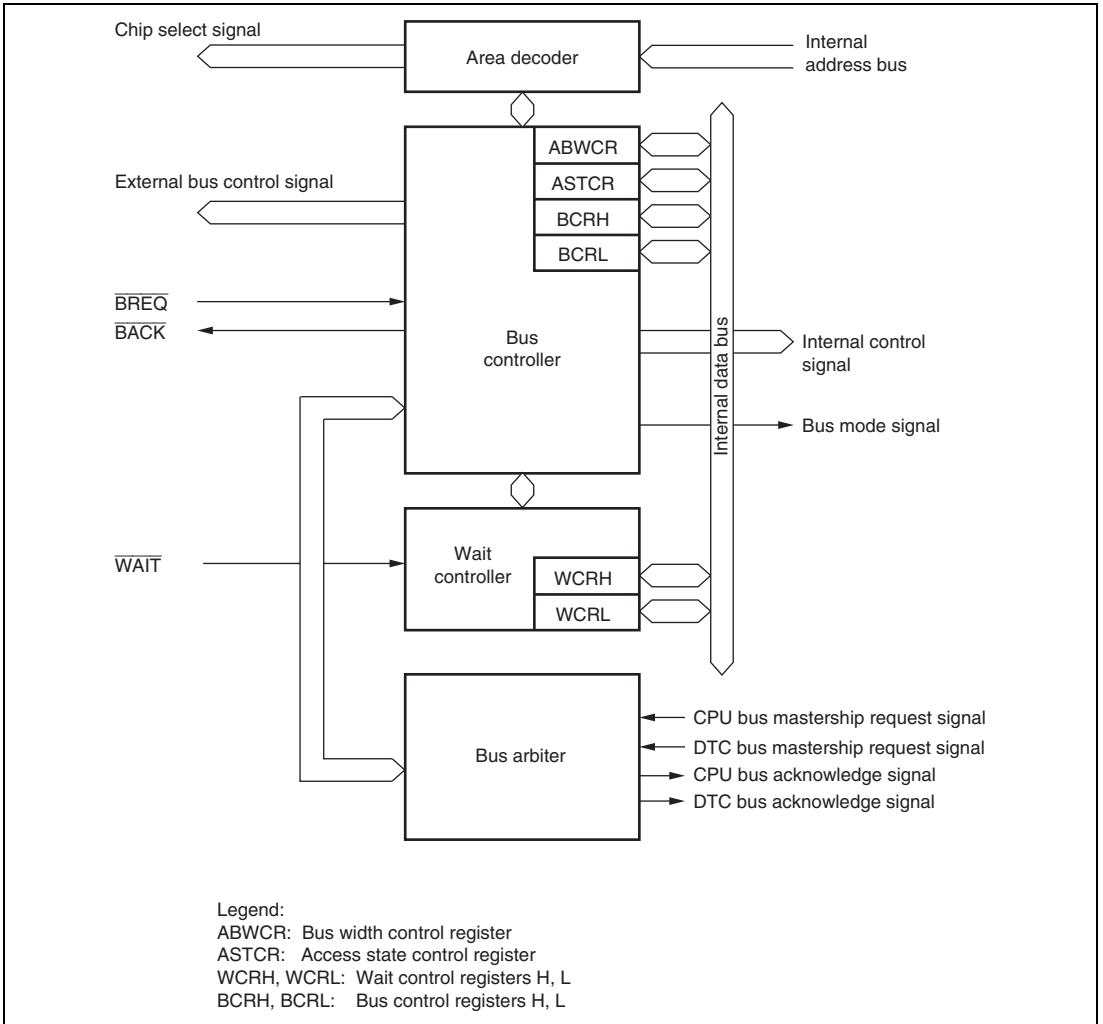 Chip select signal
Area decoder
Internal
address bus
ABWCR
ASTCR
External bus control signal
BCRH
BCRL
BREQ
BACK
Bus
controller
Internal data bus
Internal control
signal
Bus mode signal
WAIT
Wait
controller
WCRH
WCRL
CPU bus mastership request signal
DTC bus mastership request signal
Bus arbiter
CPU bus acknowledge signal
DTC bus acknowledge signal
Legend:
ABWCR: Bus width control register
ASTCR: Access state control register
WCRH, WCRL: Wait control registers H, L
BCRH, BCRL: Bus control registers H, L